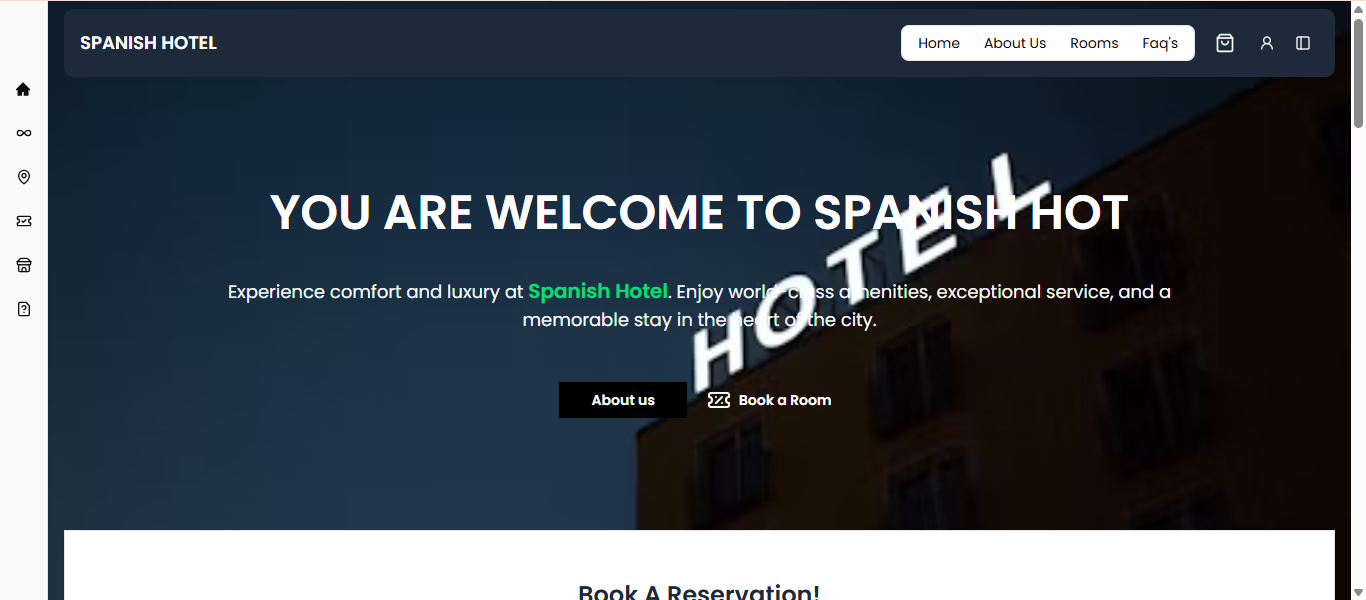 SPANISH HOTEL
Home About Us Rooms Faq's
YOU ARE WELCOME TO SPANISH HOT
HOTEL
Experience comfort and luxury at Spanish Hotel. Enjoy world-class amenities, exceptional service, and a
memorable stay in the heart of the city.
About us Book a Room
Book A Reservation!